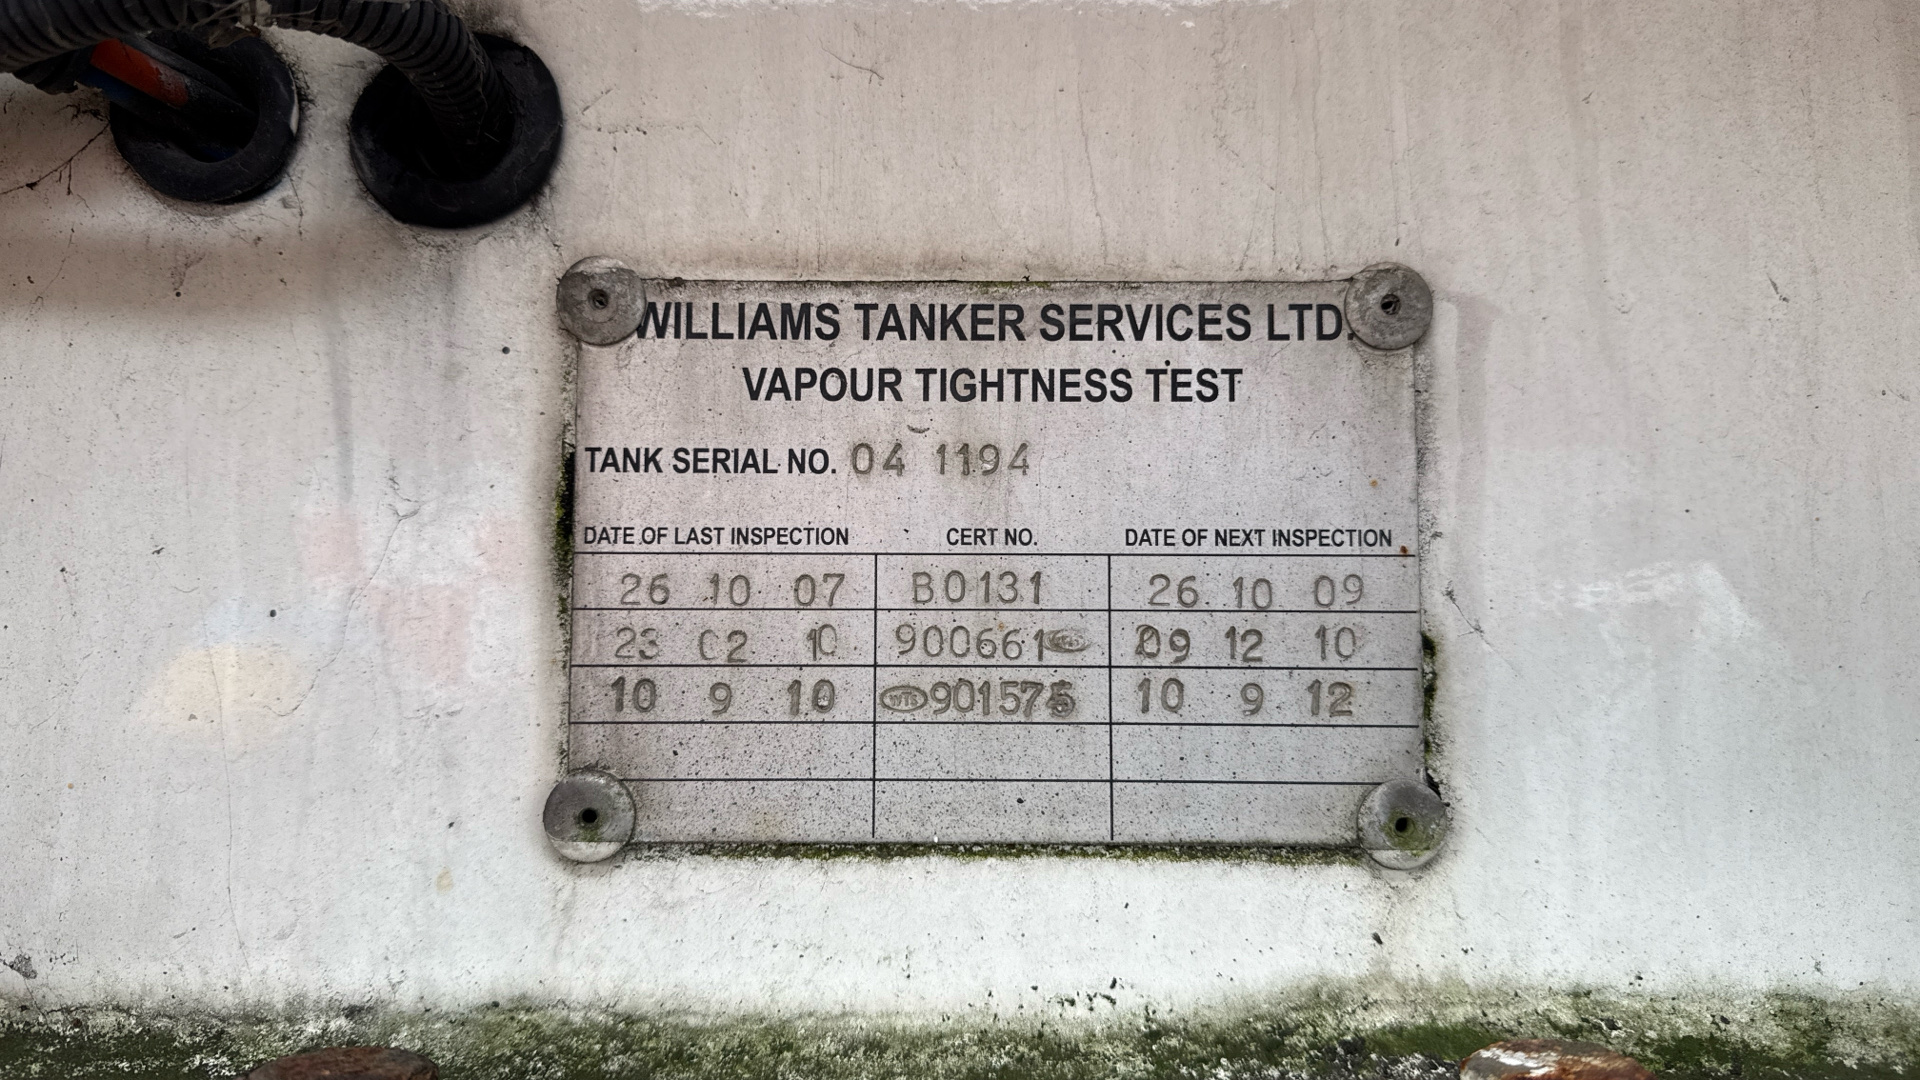 WILLIAMS TANKER SERVICES LTD.
VAPOUR TIGHTNESS TEST
TANK SERIAL NO. 04 1194
DATE OF LAST INSPECTION CERT NO. DATE OF NEXT INSPECTION
26 10 07 B0131 26 10 09
23 02 10 900661 09 12 10
10 9 10 901575 10 9 12